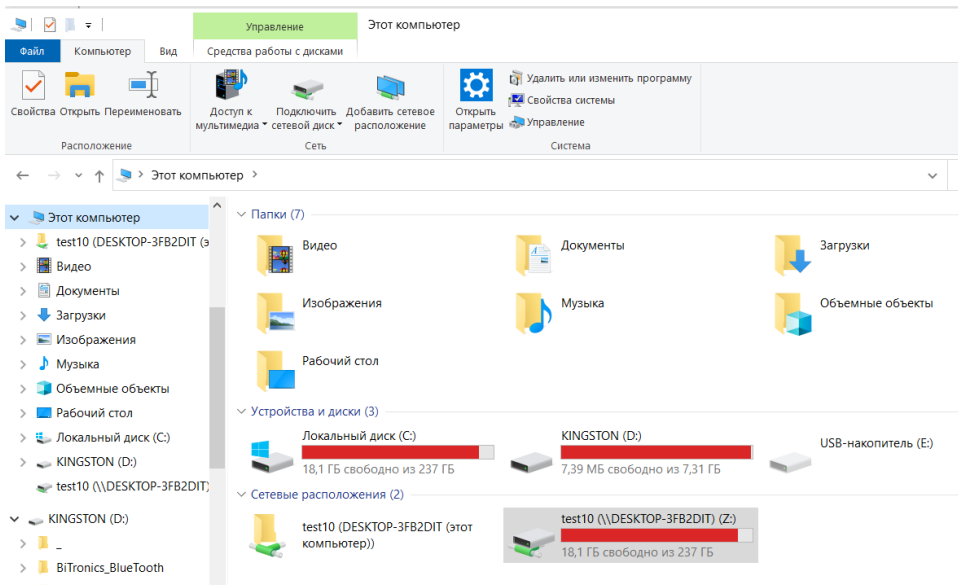 Управление
Этот компьютер
Файл
Компьютер
Вид
Средства работы с дисками
Свойства
Открыть
Переименовать
Доступ к
мультимедиа
Подключить
сетевой диск
Добавить сетевое
расположение
Открыть
параметры
Удалить или изменить программу
Свойства системы
Управление
Расположение
Сеть
Система
Этот компьютер
Этот компьютер
test10 (DESKTOP-3FB2DIT (э
Видео
Документы
Загрузки
Изображения
Музыка
Объемные объекты
Рабочий стол
Локальный диск (C:)
KINGSTON (D:)
test10 (\\DESKTOP-3FB2DIT)
KINGSTON (D:)
_
BiTronics_BlueTooth
Папки (7)
Видео
Документы
Загрузки
Изображения
Музыка
Объемные объекты
Рабочий стол
Устройства и диски (3)
Локальный диск (C:)
18,1 ГБ свободно из 237 ГБ
KINGSTON (D:)
7,39 МБ свободно из 7,31 ГБ
USB-накопитель (E:)
Сетевые расположения (2)
test10 (DESKTOP-3FB2DIT (этот
компьютер))
test10 (\\DESKTOP-3FB2DIT) (Z:)
18,1 ГБ свободно из 237 ГБ